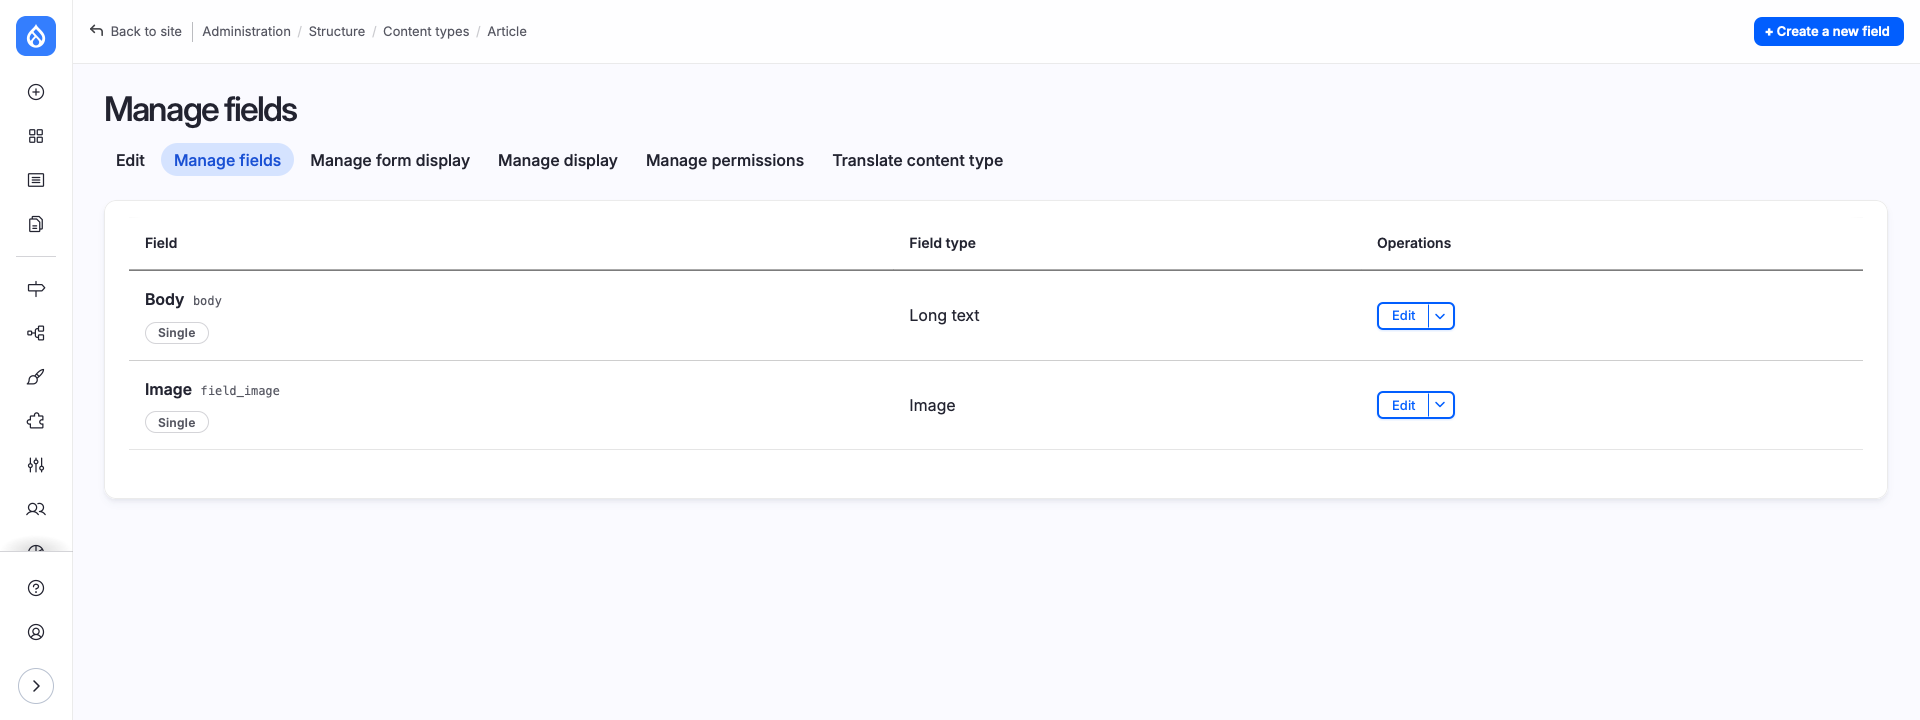 Back to site Administration / Structure / Content types / Article
+ Create a new field
Manage fields
Edit Manage fields Manage form display Manage display Manage permissions Translate content type
Field Field type Operations
Body body
Single
Long text
Edit
Image field_image
Single
Image
Edit